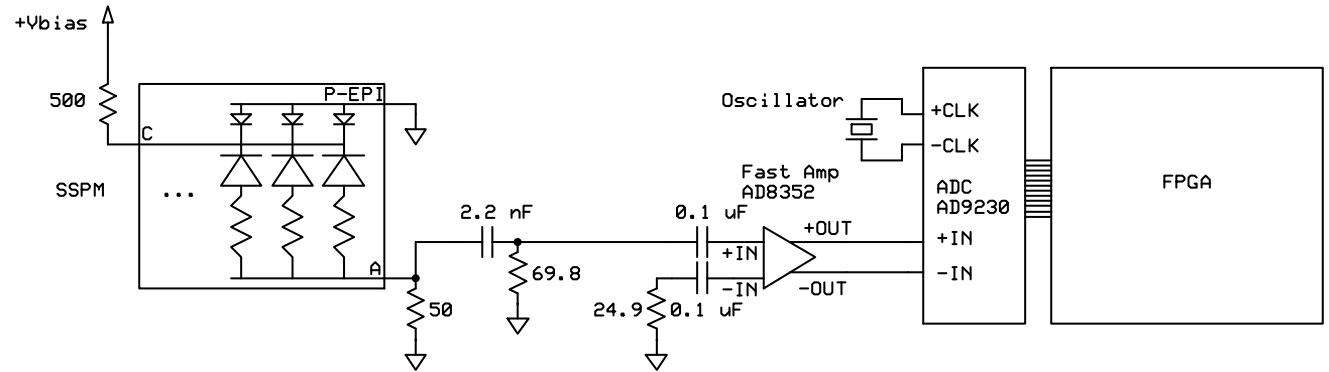 +Vbias
500
P-EPI
C
SSPM
...
A
50
2.2 nF
69.8
0.1 uF
24.9
0.1 uF
+IN
-IN
Fast Amp
AD8352
+OUT
-OUT
Oscillator
+CLK
-CLK
ADC
AD9230
+IN
-IN
FPGA